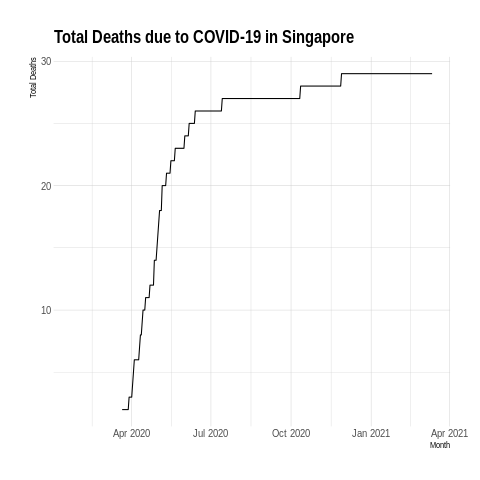 Total Deaths due to COVID-19 in Singapore
Total Deaths
30
20
10
Apr 2020
Jul 2020
Oct 2020
Jan 2021
Apr 2021
Month